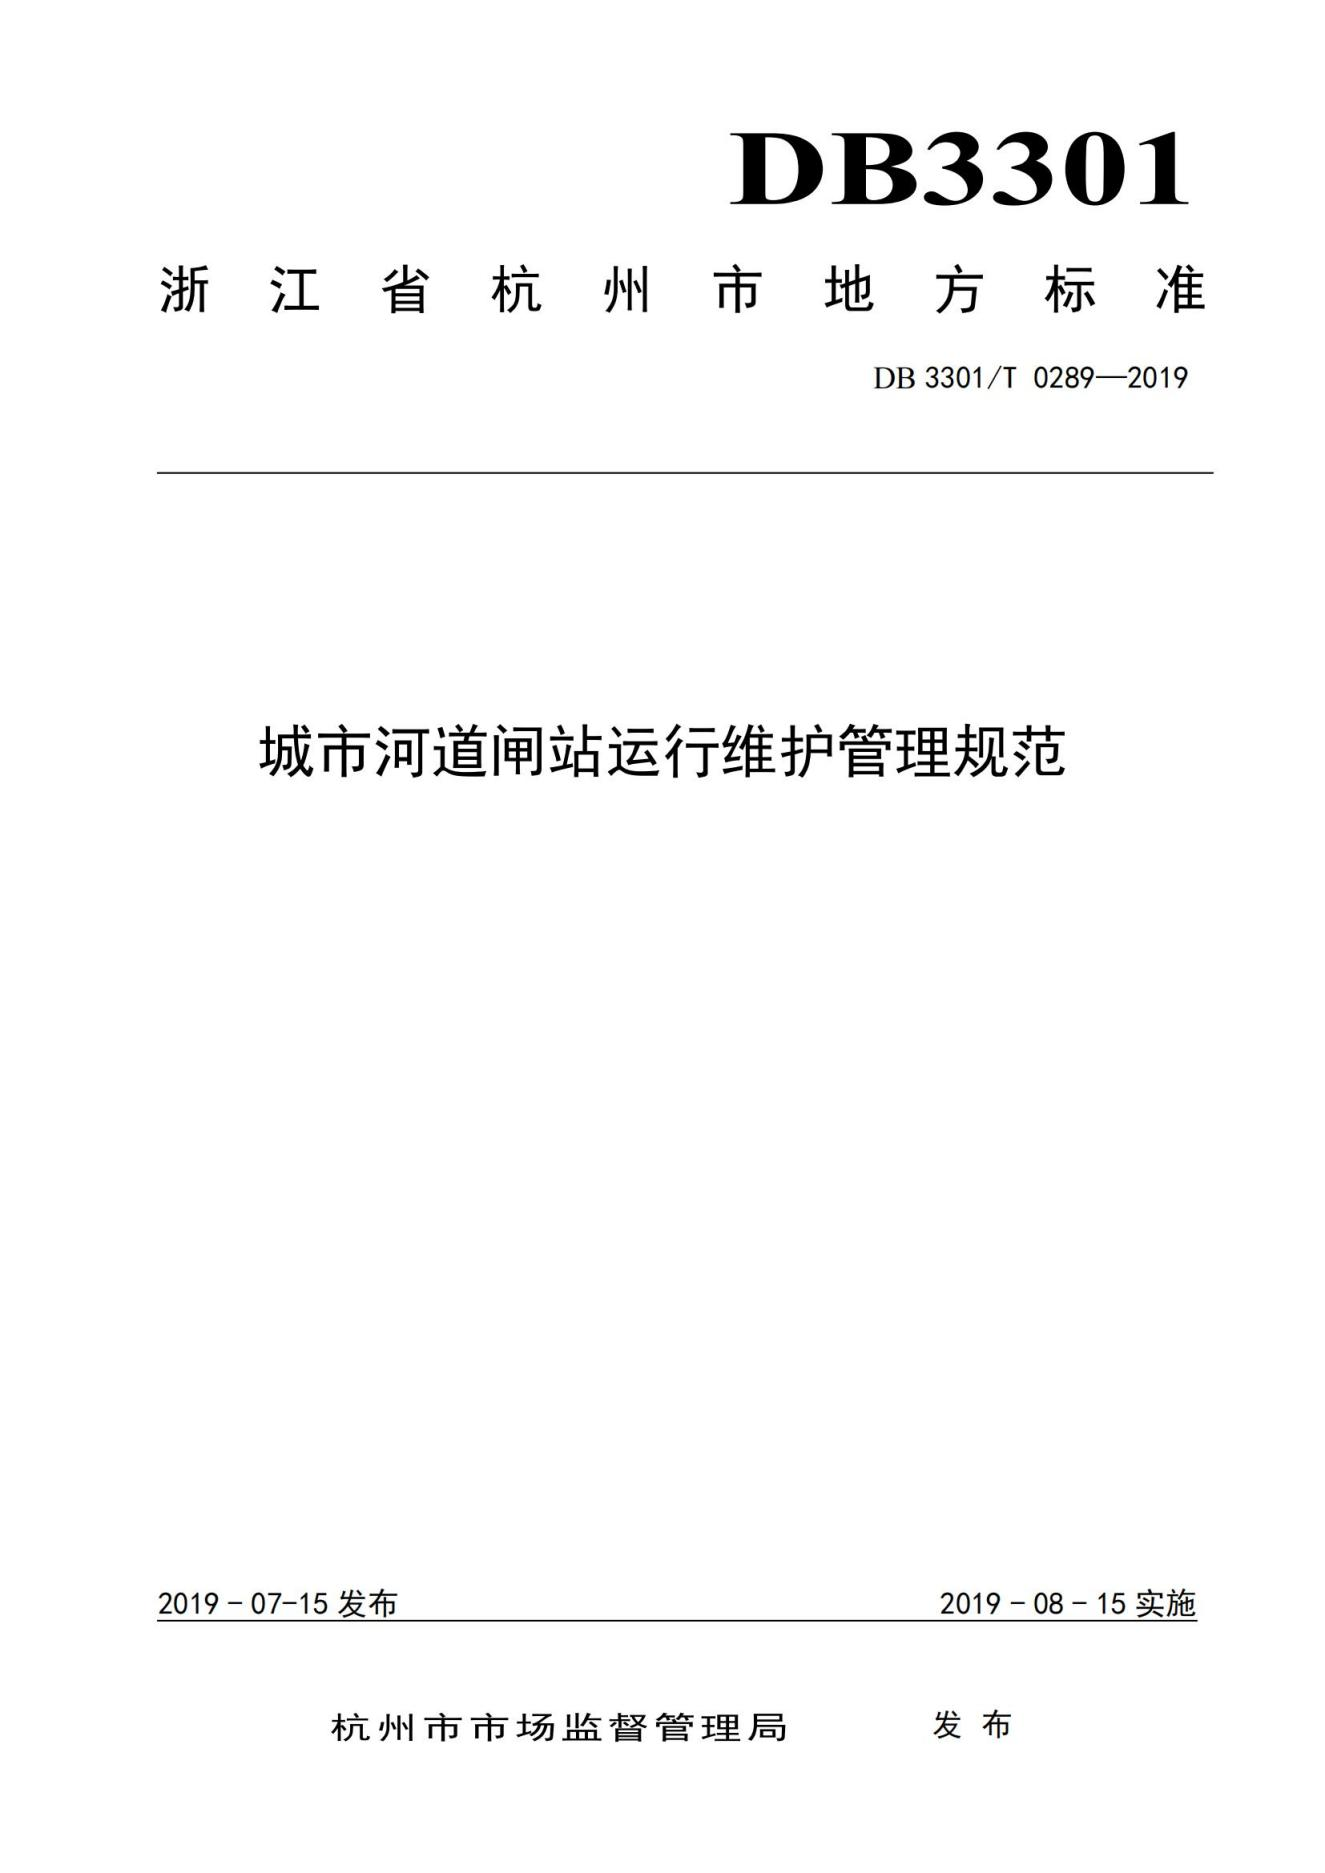 DB3301
浙江省杭州市地方标准
DB 3301/T 0289—2019
城市河道闸站运行维护管理规范
2019－07-15 发布 2019－08－15 实施
杭州市市场监督管理局 发 布